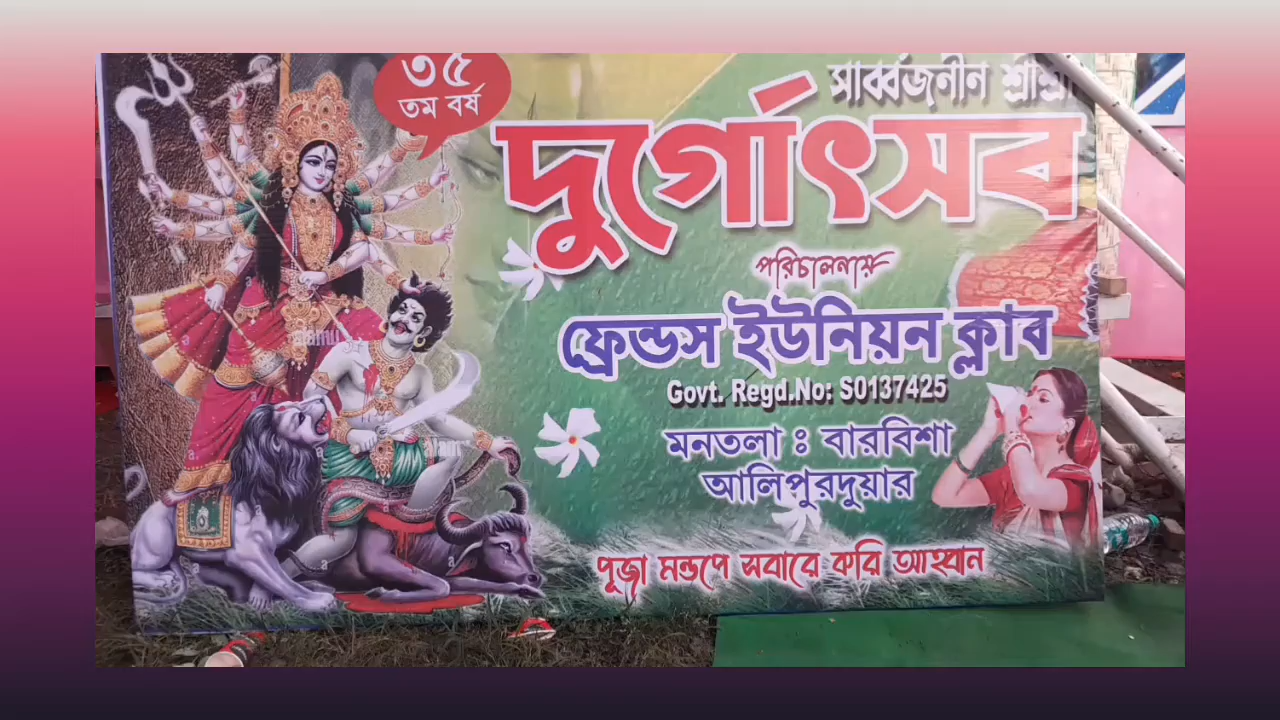 ৩৫
তম বর্ষ
সার্ব্বজনীন শ্রীশ্রী
দুর্গোৎসব
পরিচালনায়
ফ্রেন্ডস ইউনিয়ন ক্লাব
Govt. Regd.No: S0137425
মনতলা ঃ বারবিশা
আলিপুরদুয়ার
পূজা মন্ডপে সবারে করি আহ্বান